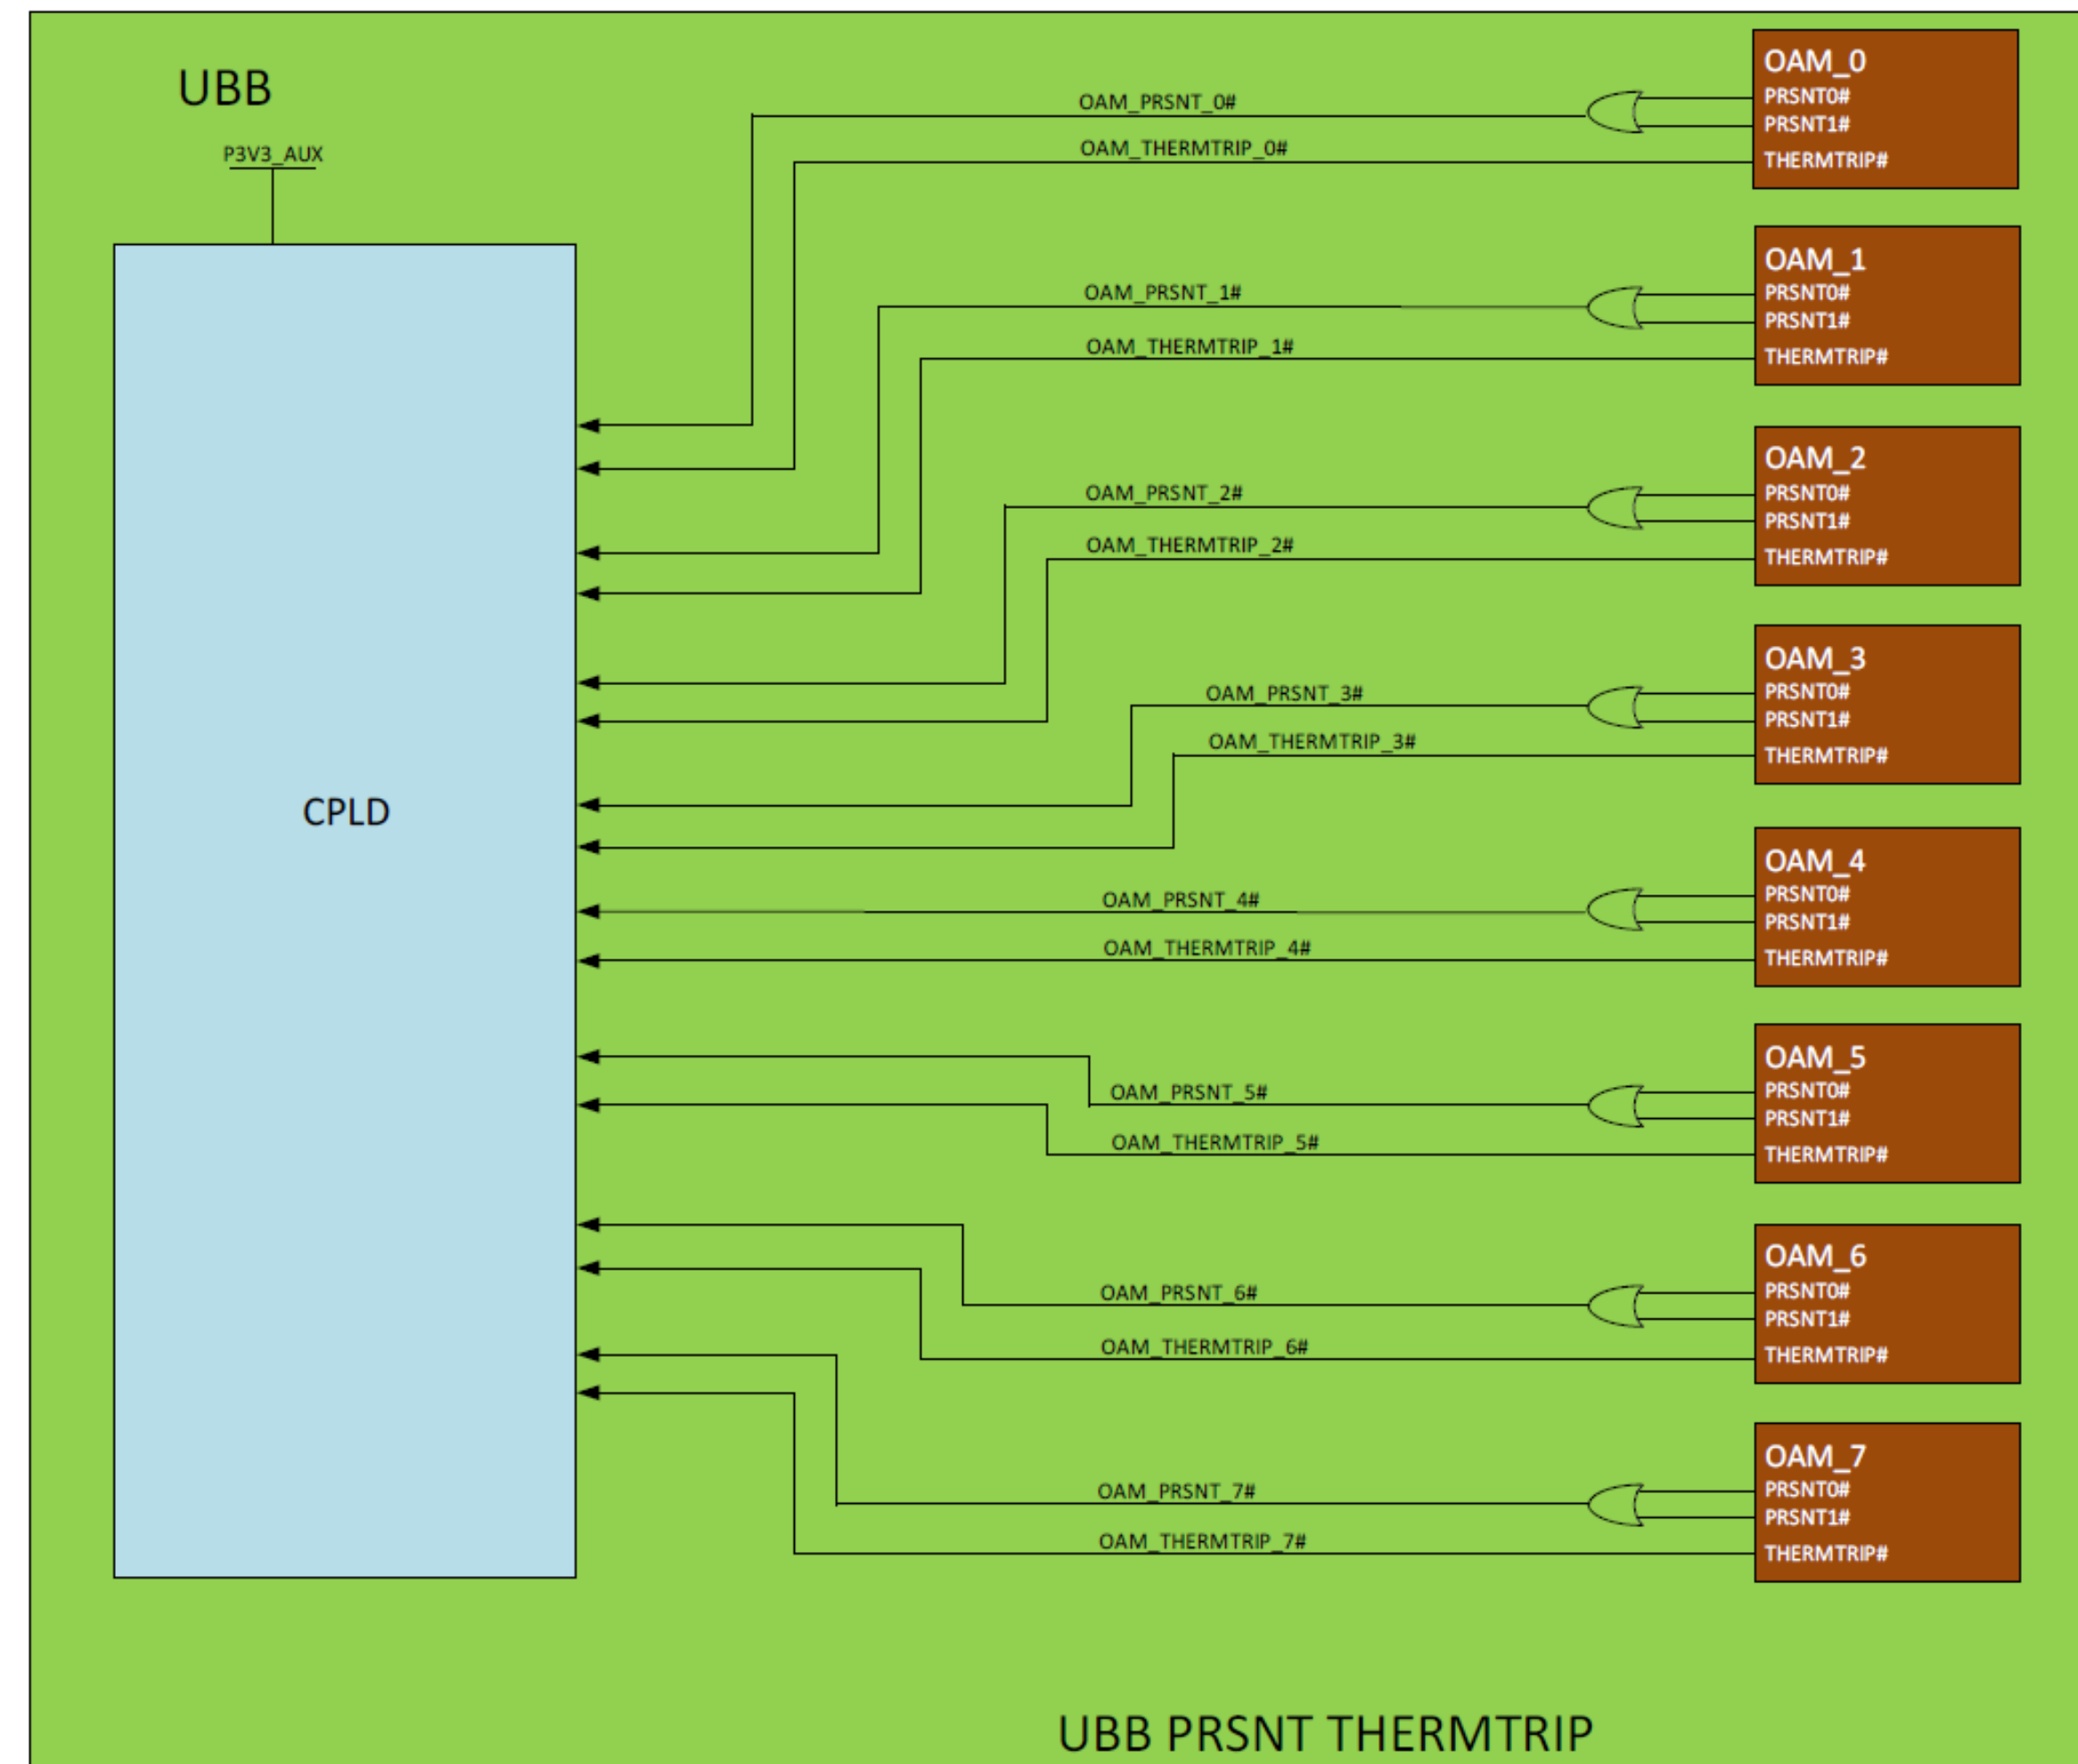 UBB
P3V3_AUX
CPLD
OAM_PRSNT_0#
OAM_THERMTRIP_0#
OAM_0
PRSNT0#
PRSNT1#
THERMTRIP#
OAM_PRSNT_1#
OAM_THERMTRIP_1#
OAM_1
PRSNT0#
PRSNT1#
THERMTRIP#
OAM_PRSNT_2#
OAM_THERMTRIP_2#
OAM_2
PRSNT0#
PRSNT1#
THERMTRIP#
OAM_PRSNT_3#
OAM_THERMTRIP_3#
OAM_3
PRSNT0#
PRSNT1#
THERMTRIP#
OAM_PRSNT_4#
OAM_THERMTRIP_4#
OAM_4
PRSNT0#
PRSNT1#
THERMTRIP#
OAM_PRSNT_5#
OAM_THERMTRIP_5#
OAM_5
PRSNT0#
PRSNT1#
THERMTRIP#
OAM_PRSNT_6#
OAM_THERMTRIP_6#
OAM_6
PRSNT0#
PRSNT1#
THERMTRIP#
OAM_PRSNT_7#
OAM_THERMTRIP_7#
OAM_7
PRSNT0#
PRSNT1#
THERMTRIP#
UBB PRSNT THERMTRIP